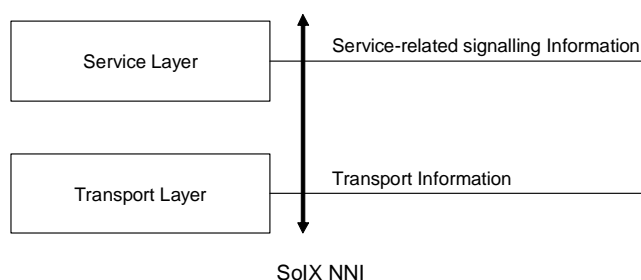 Service Layer
Service-related signalling Information
Transport Layer
Transport Information
SoIX NNI